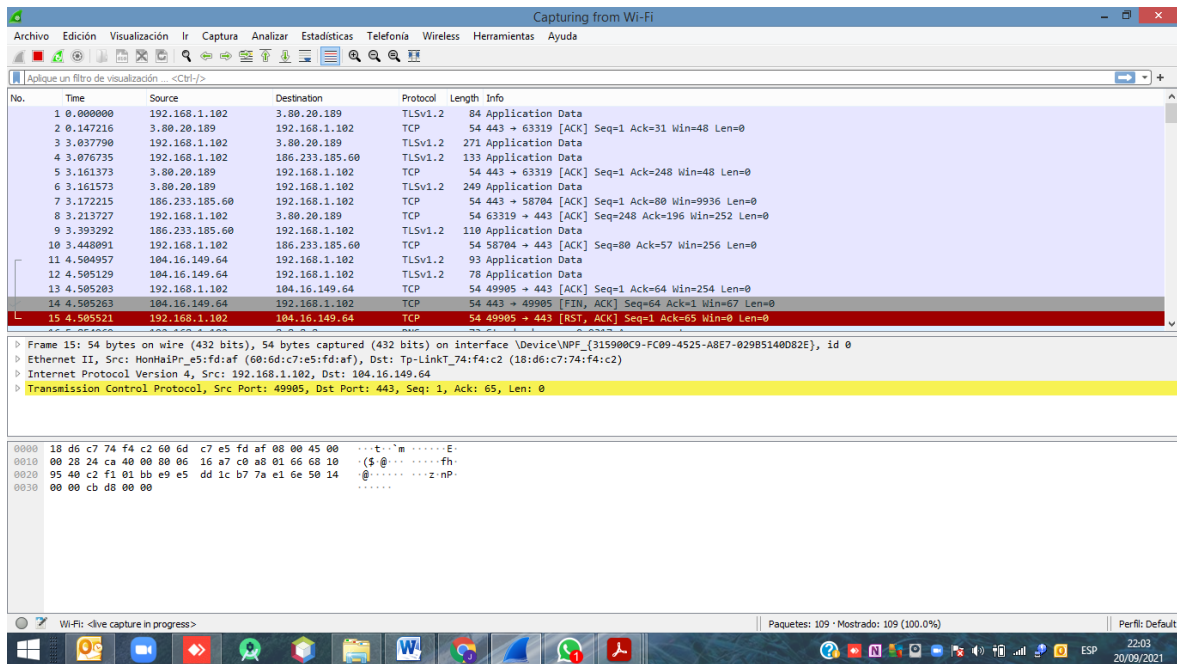 Capturing from Wi-Fi
Archivo Edición Visualización Ir Captura Analizar Estadísticas Telefonía Wireless Herramientas Ayuda
Aplique un filtro de visualización ... <Ctrl-/>
No. Time Source Destination Protocol Length Info
1 0.000000 192.168.1.102 3.80.20.189 TLSv1.2 84 Application Data
2 0.147216 3.80.20.189 192.168.1.102 TCP 54 443 → 63319 [ACK] Seq=1 Ack=31 Win=48 Len=0
3 3.037790 192.168.1.102 3.80.20.189 TLSv1.2 271 Application Data
4 3.076735 192.168.1.102 186.233.185.60 TLSv1.2 133 Application Data
5 3.161373 3.80.20.189 192.168.1.102 TCP 54 443 → 63319 [ACK] Seq=1 Ack=248 Win=48 Len=0
6 3.161573 3.80.20.189 192.168.1.102 TLSv1.2 249 Application Data
7 3.172215 186.233.185.60 192.168.1.102 TCP 54 443 → 58704 [ACK] Seq=1 Ack=80 Win=9936 Len=0
8 3.213727 192.168.1.102 3.80.20.189 TCP 54 63319 → 443 [ACK] Seq=248 Ack=196 Win=252 Len=0
9 3.393292 186.233.185.60 192.168.1.102 TLSv1.2 110 Application Data
10 3.448091 192.168.1.102 186.233.185.60 TCP 54 58704 → 443 [ACK] Seq=80 Ack=57 Win=256 Len=0
11 4.504957 104.16.149.64 192.168.1.102 TLSv1.2 93 Application Data
12 4.505129 104.16.149.64 192.168.1.102 TLSv1.2 78 Application Data
13 4.505203 192.168.1.102 104.16.149.64 TCP 54 49905 → 443 [ACK] Seq=1 Ack=64 Win=254 Len=0
14 4.505263 104.16.149.64 192.168.1.102 TCP 54 443 → 49905 [FIN, ACK] Seq=64 Ack=1 Win=67 Len=0
15 4.505521 192.168.1.102 104.16.149.64 TCP 54 49905 → 443 [RST, ACK] Seq=1 Ack=65 Win=0 Len=0
Frame 15: 54 bytes on wire (432 bits), 54 bytes captured (432 bits) on interface \Device\NPF_{315900C9-FC09-4525-A8E7-029B5140D82E}, id 0
Ethernet II, Src: HonHaiPr_e5:fd:af (60:6d:c7:e5:fd:af), Dst: Tp-LinkT_74:f4:c2 (18:d6:c7:74:f4:c2)
Internet Protocol Version 4, Src: 192.168.1.102, Dst: 104.16.149.64
Transmission Control Protocol, Src Port: 49905, Dst Port: 443, Seq: 1, Ack: 65, Len: 0
0000 18 d6 c7 74 f4 c2 60 6d c7 e5 fd af 08 00 45 00 ···t··`m ······E·
0010 00 28 24 ca 40 00 80 06 16 a7 c0 a8 01 66 68 10 ·($·@··· ·····fh·
0020 95 40 c2 f1 01 bb e9 e5 dd 1c b7 7a e1 6e 50 14 ·@······ ···z·nP·
0030 00 00 cb d8 00 00 ······
Wi-Fi: <live capture in progress>
Paquetes: 109 · Mostrado: 109 (100.0%)
Perfil: Default
ESP
22:03
20/09/2021